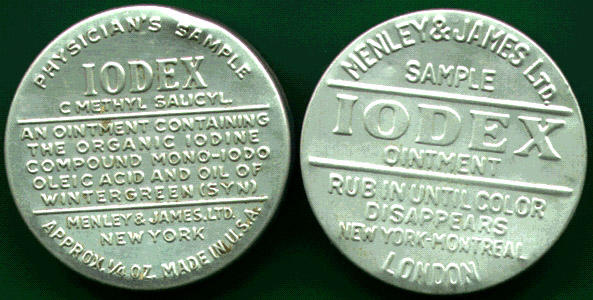 PHYSICIAN'S SAMPLE
IODEX
C METHYL SALICYL.
AN OINTMENT CONTAINING
THE ORGANIC IODINE
COMPOUND MONO-IODO
OLEIC ACID AND OIL OF
WINTERGREEN (SYN)
MENLEY & JAMES, LTD.
NEW YORK
APPROX. 1/4 OZ. MADE IN U.S.A.
MENLEY & JAMES LTD.
SAMPLE
IODEX
OINTMENT
RUB IN UNTIL COLOR
DISAPPEARS
NEW YORK-MONTREAL
LONDON